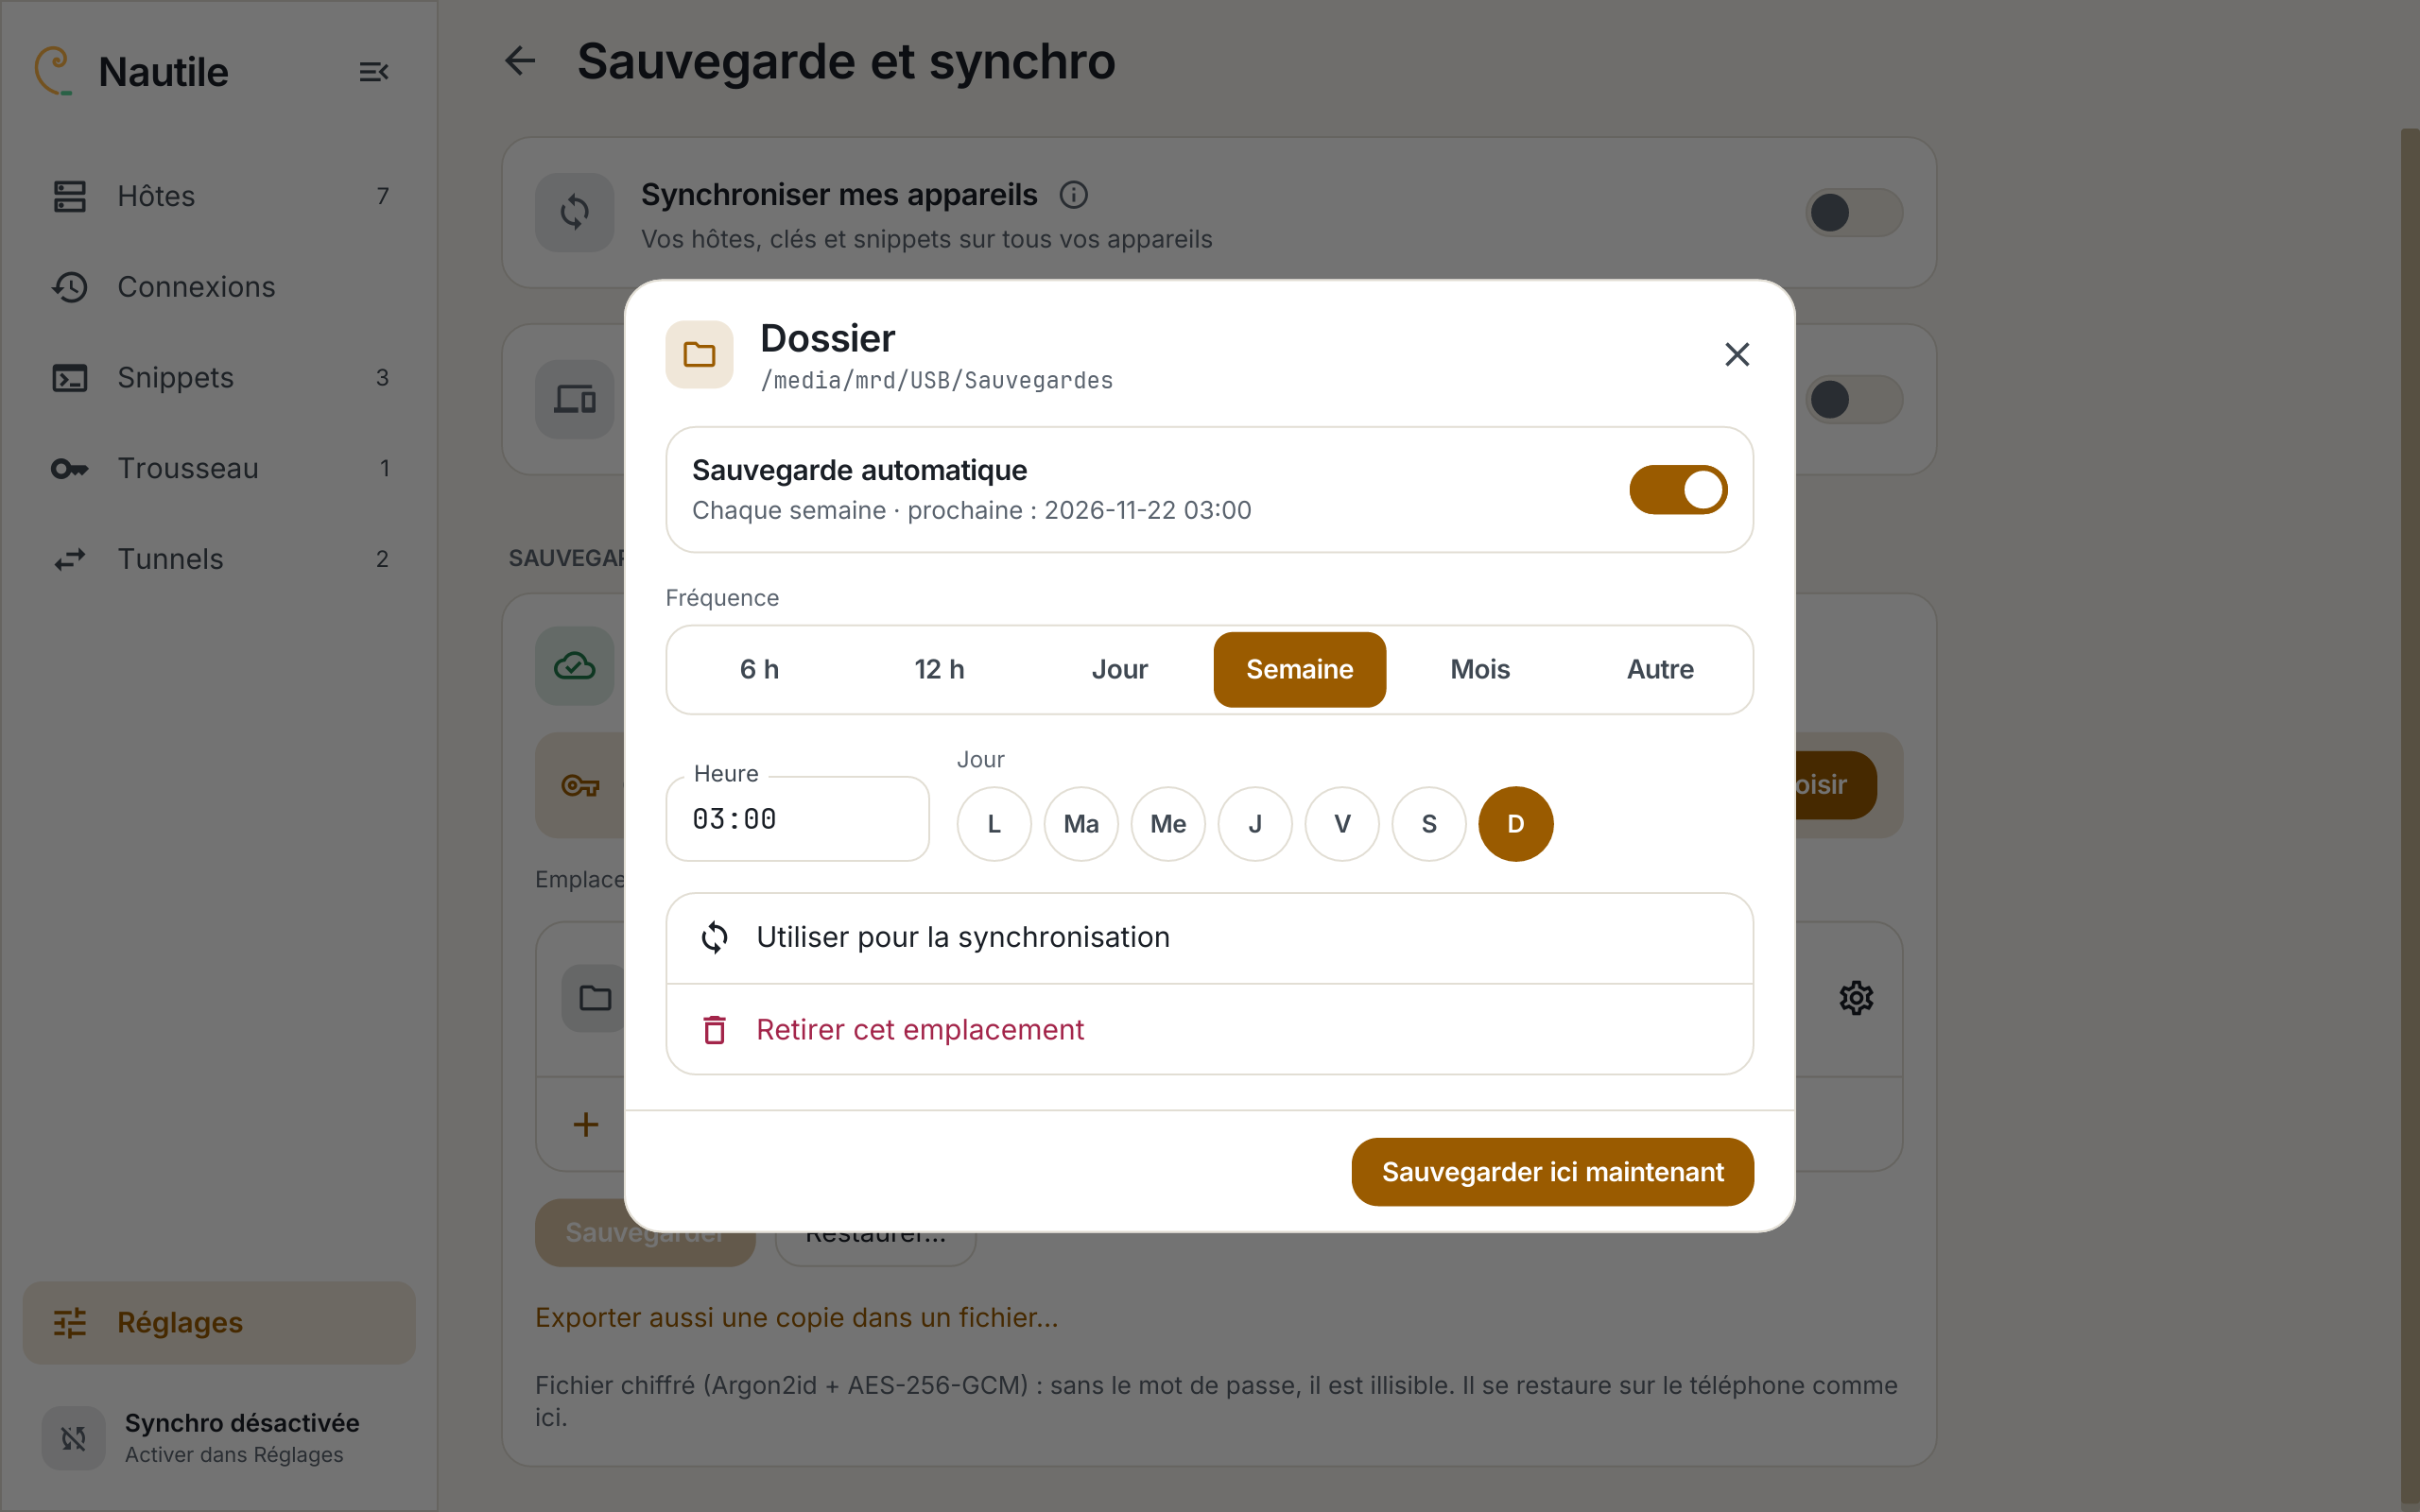 Nautile
Hôtes 7
Connexions
Snippets 3
Trousseau 1
Tunnels 2
Réglages
Synchro désactivée
Activer dans Réglages
Sauvegarde et synchro
Synchroniser mes appareils
Vos hôtes, clés et snippets sur tous vos appareils
Dossier
/media/mrd/USB/Sauvegardes
Sauvegarde automatique
Chaque semaine · prochaine : 2026-11-22 03:00
Fréquence
6 h 12 h Jour Semaine Mois Autre
Heure
03:00
Jour
L Ma Me J V S D
Utiliser pour la synchronisation
Retirer cet emplacement
Sauvegarder ici maintenant
Sauvegarder Restaurer...
Exporter aussi une copie dans un fichier...
Fichier chiffré (Argon2id + AES-256-GCM) : sans le mot de passe, il est illisible. Il se restaure sur le téléphone comme
ici.